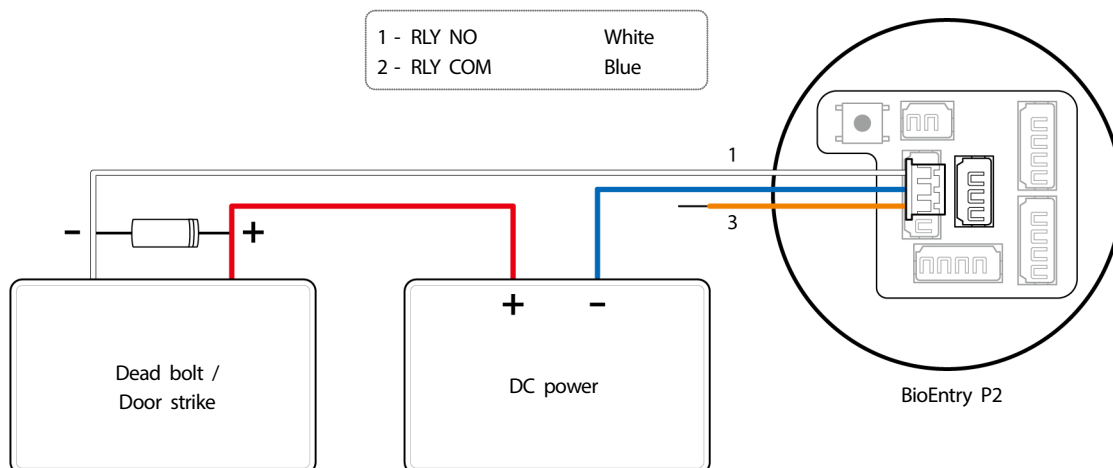 1 - RLY NO White
2 - RLY COM Blue
1
3
- +
+ -
Dead bolt /
Door strike
DC power
BioEntry P2